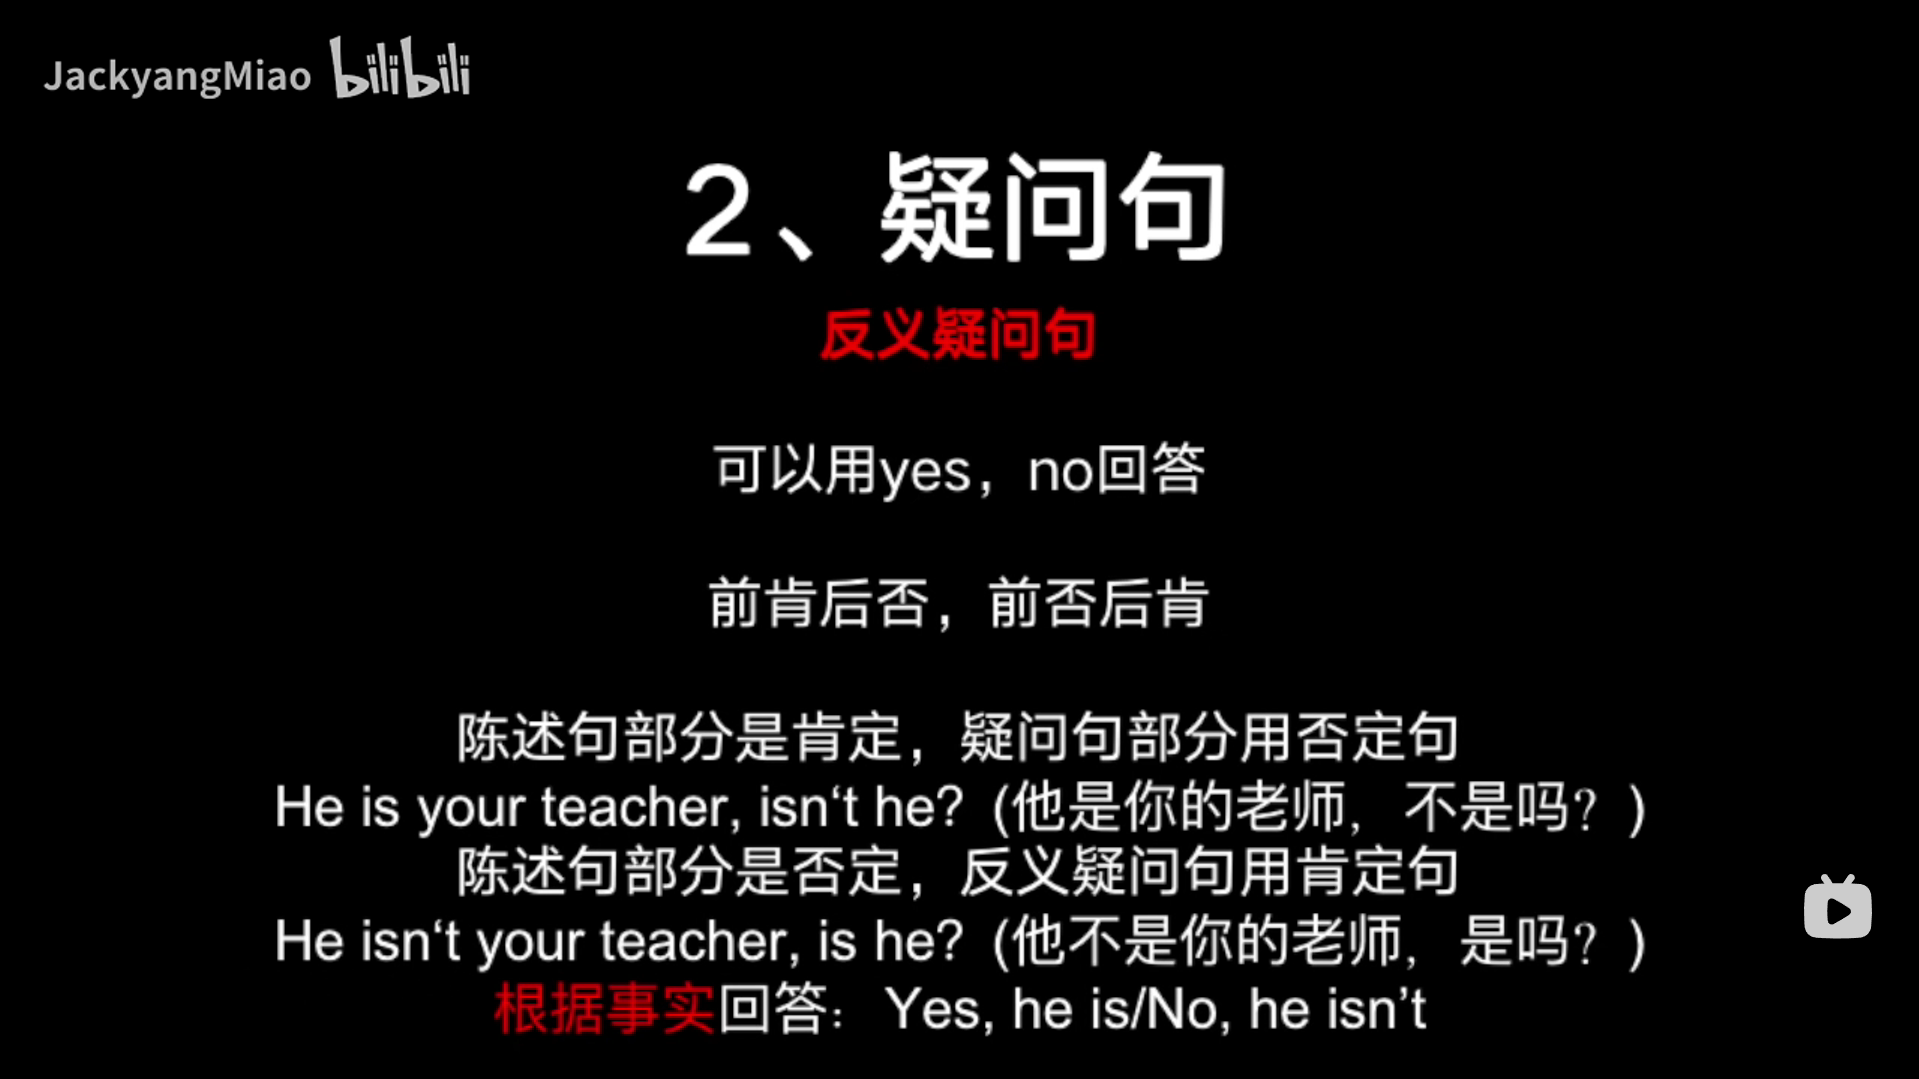 JackyangMiao bilibili
2、疑问句
反义疑问句
可以用yes，no回答
前肯后否，前否后肯
陈述句部分是肯定，疑问句部分用否定句
He is your teacher, isn‘t he?（他是你的老师，不是吗？）
陈述句部分是否定，反义疑问句用肯定句
He isn‘t your teacher, is he?（他不是你的老师，是吗？）
根据事实回答： Yes, he is/No, he isn’t